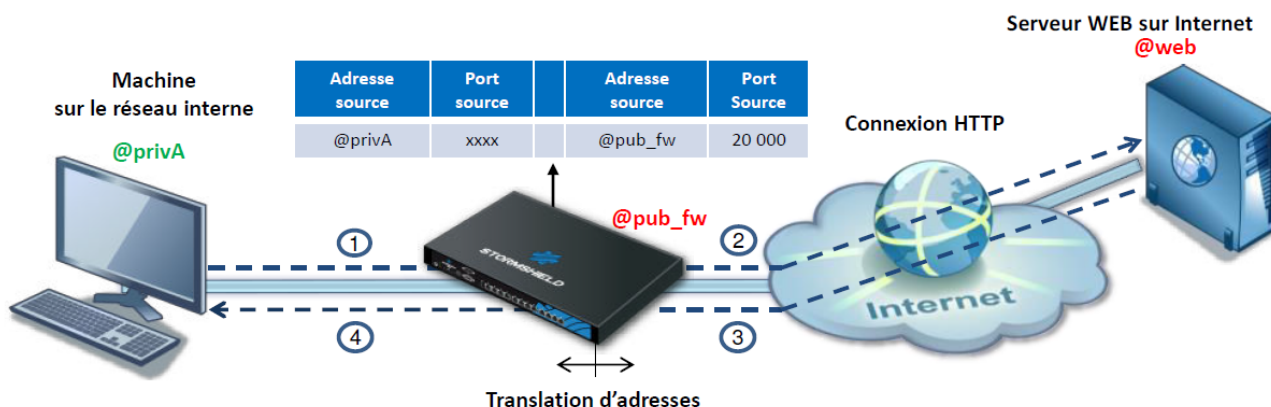 Serveur WEB sur Internet
@web
Machine
sur le réseau interne
@privA
Adresse source Port source Adresse source Port Source
@privA xxxx @pub_fw 20 000
Connexion HTTP
@pub_fw
1
2
STORMSHIELD
Internet
4
3
Translation d'adresses